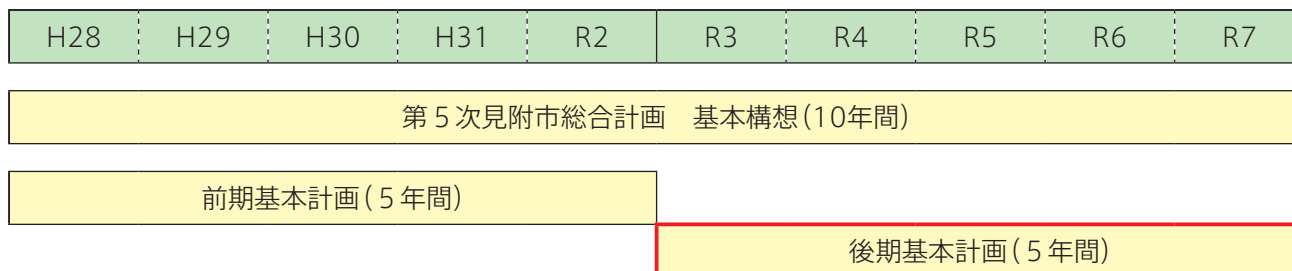 H28 H29 H30 H31 R2 R3 R4 R5 R6 R7
第5次見附市総合計画　基本構想(10年間)
前期基本計画(5年間)
後期基本計画(5年間)